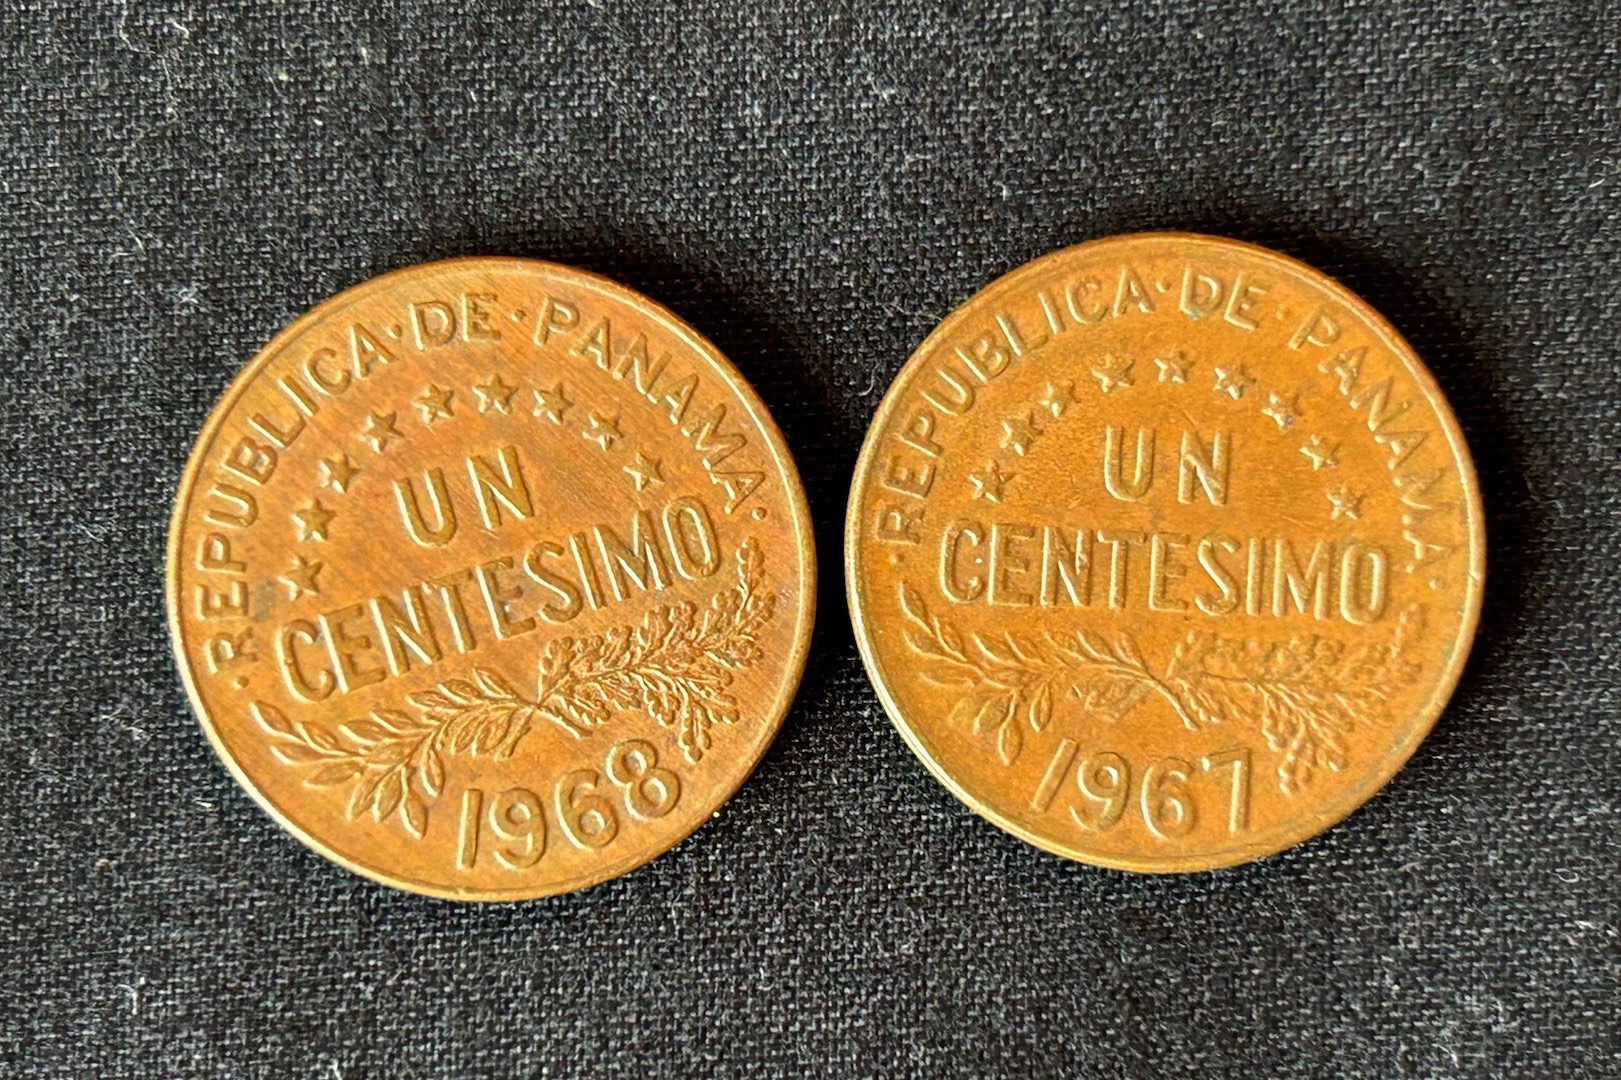 ·REPUBLICA·DE·PANAMA·
UN
CENTESIMO
1968
·REPUBLICA·DE·PANAMA·
UN
CENTESIMO
1967